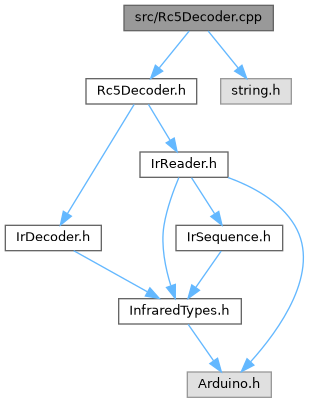 src/Rc5Decoder.cpp
Rc5Decoder.h
string.h
IrReader.h
IrDecoder.h
IrSequence.h
InfraredTypes.h
Arduino.h